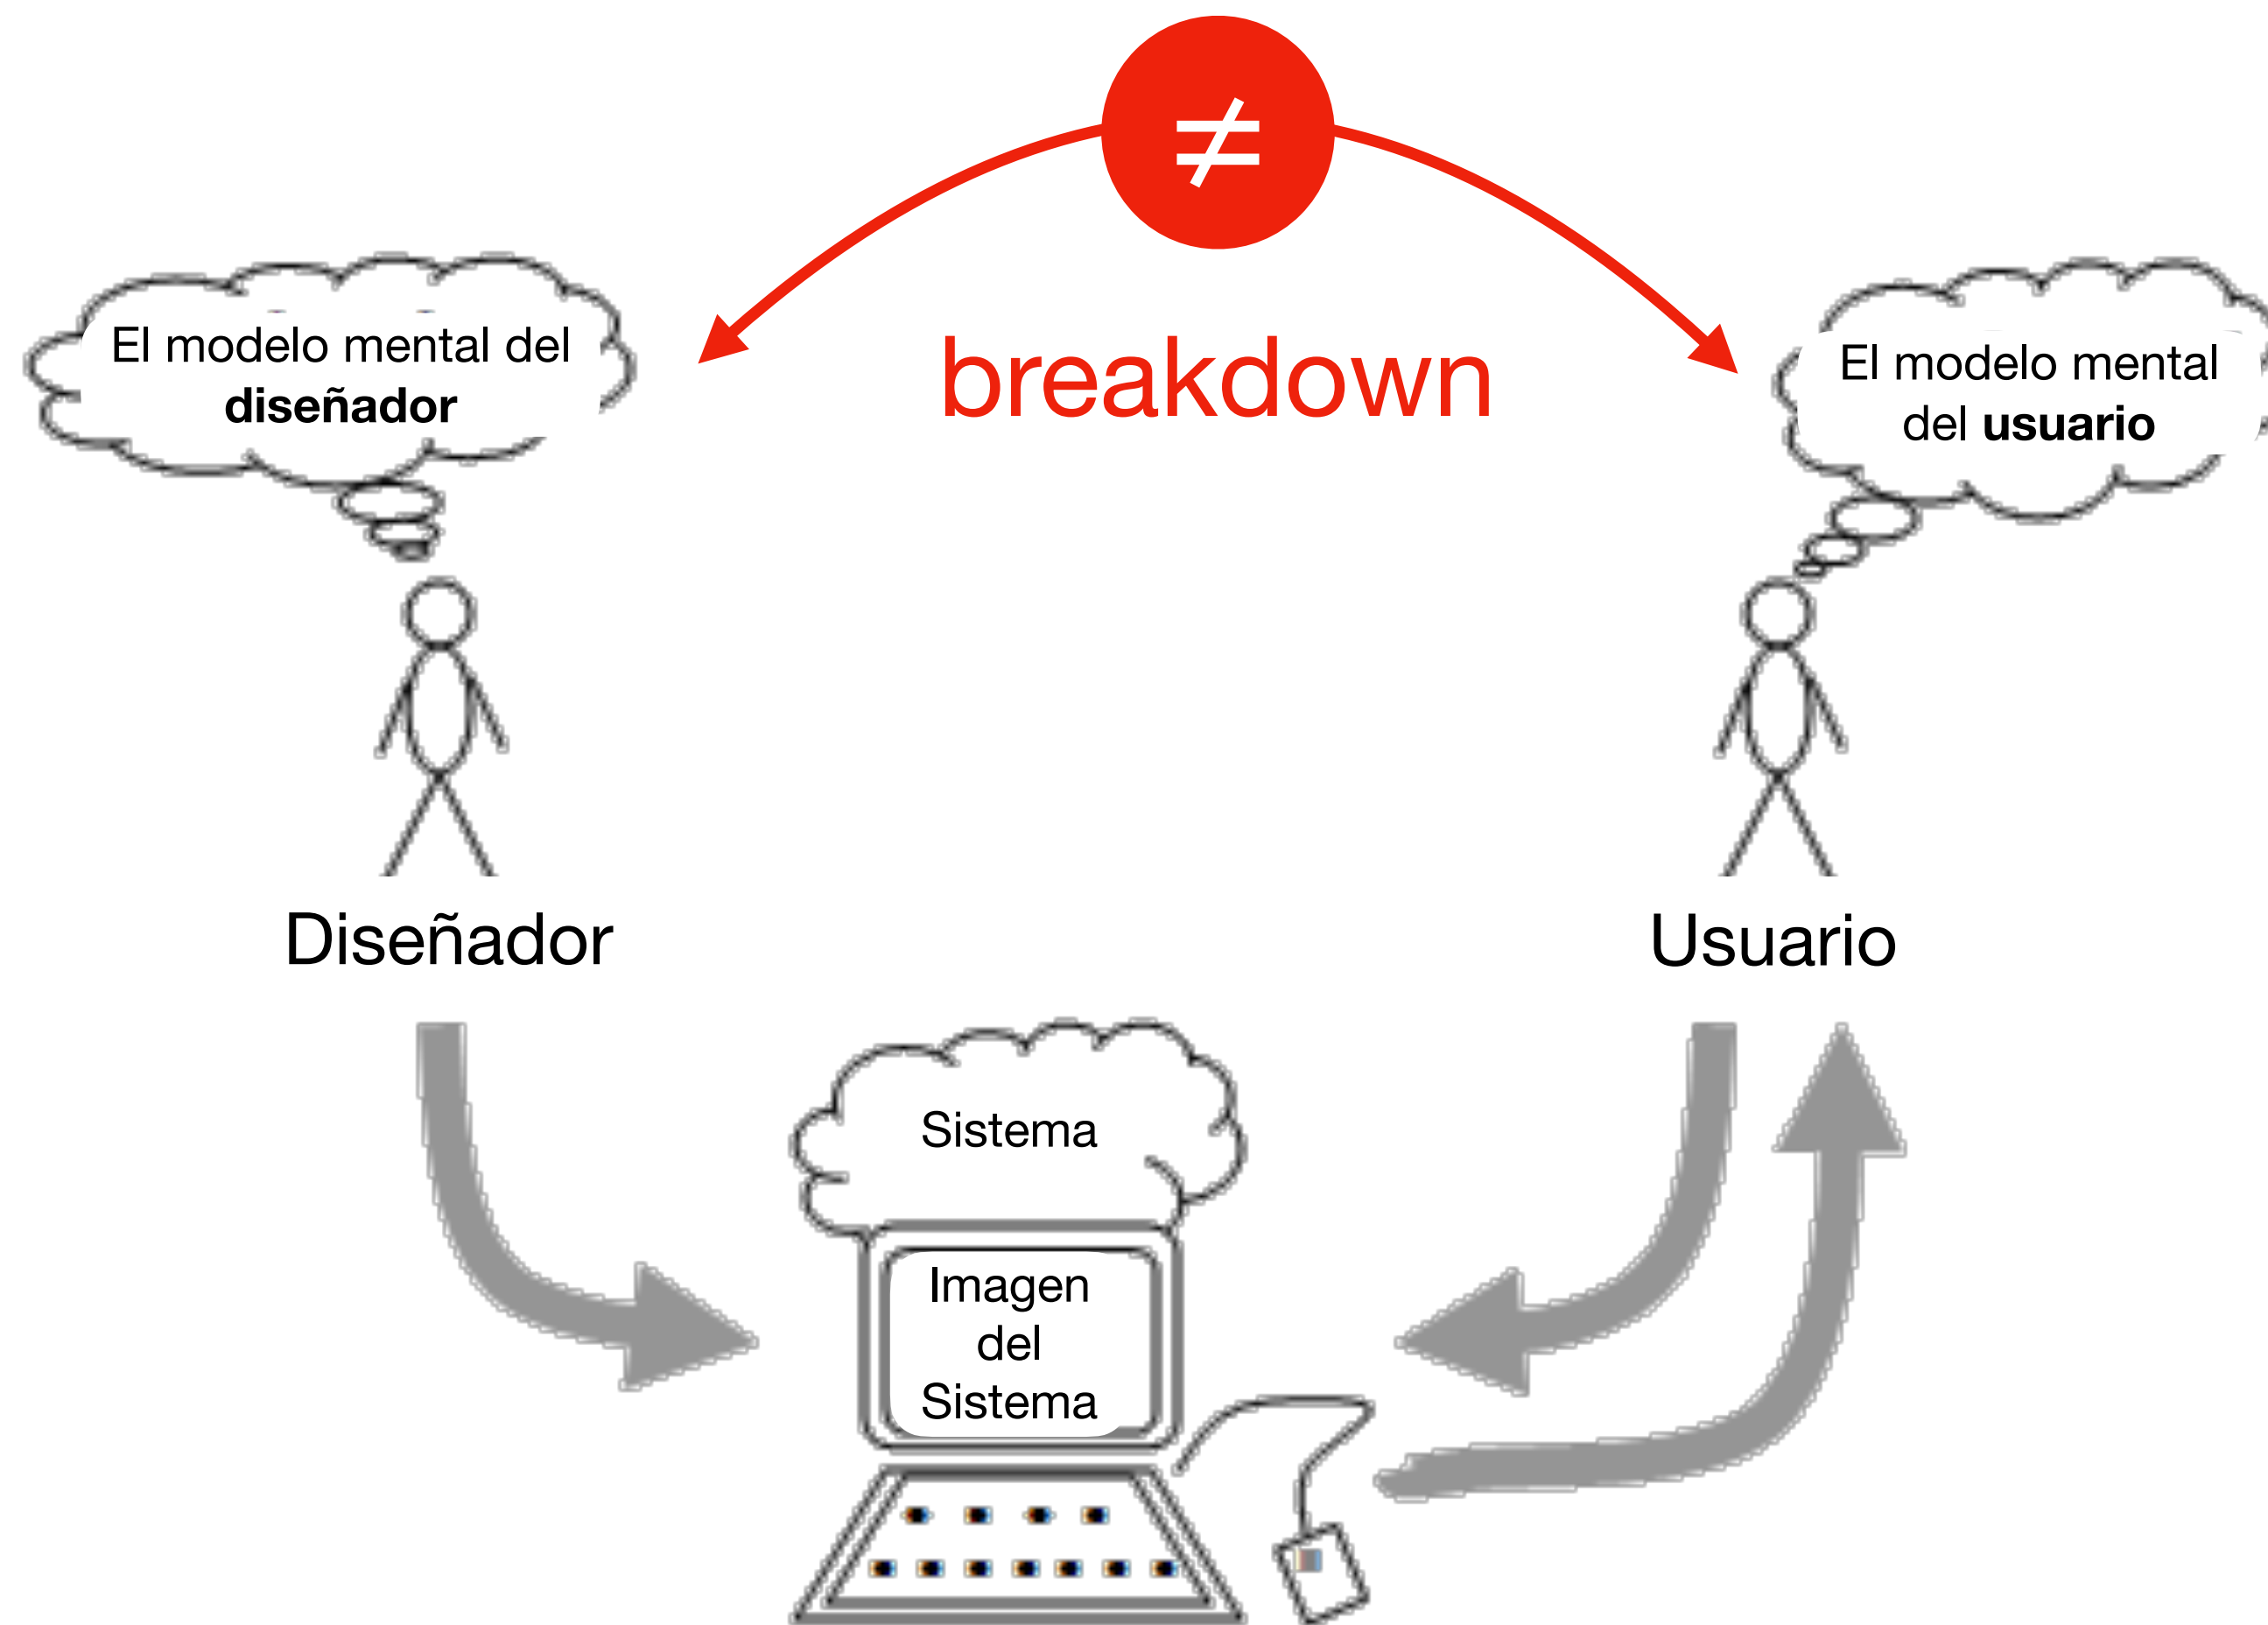 ≠
breakdown
El modelo mental del
diseñador
El modelo mental
del usuario
Diseñador
Usuario
Sistema
Imagen
del
Sistema